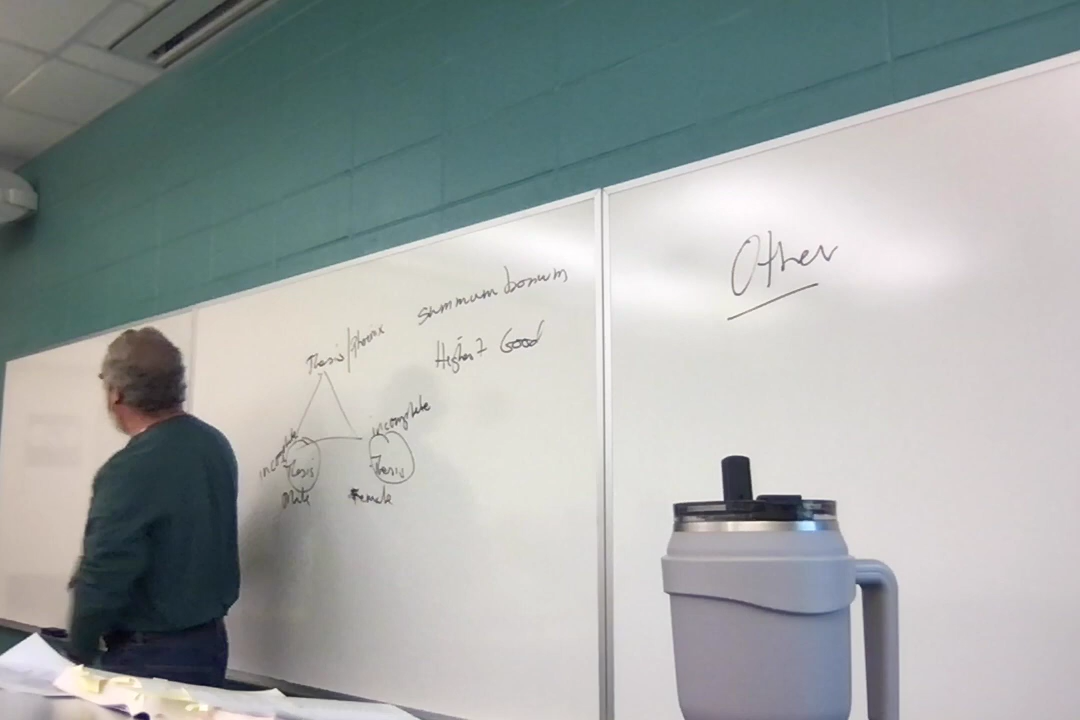 summum bonum
Highest Good
Thesis/Phoenix
incomplete
Thesis
Male
incomplete
Thesis
Female
Other